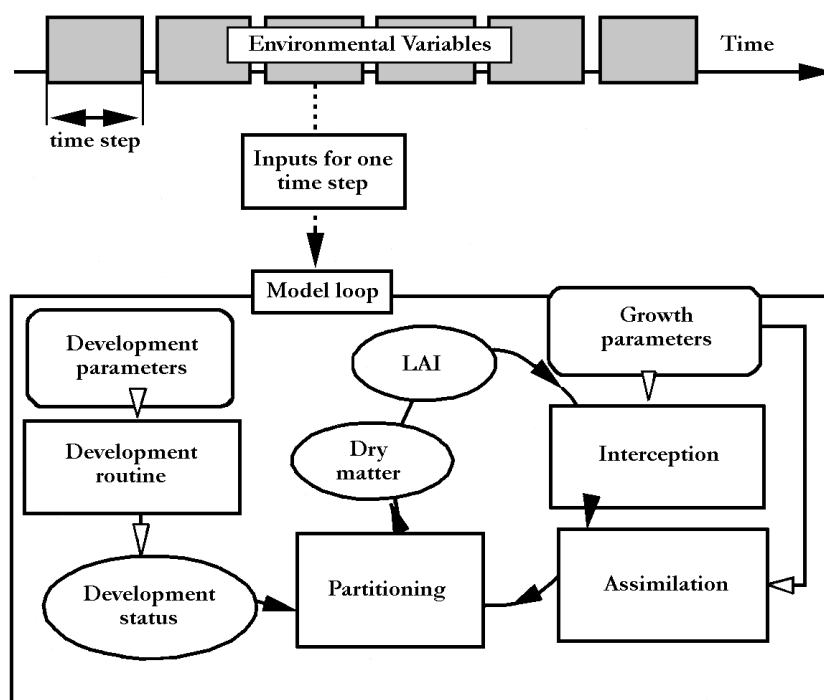 Environmental Variables
Time
time step
Inputs for one
time step
Model loop
Development
parameters
LAI
Growth
parameters
Development
routine
Dry
matter
Interception
Development
status
Partitioning
Assimilation